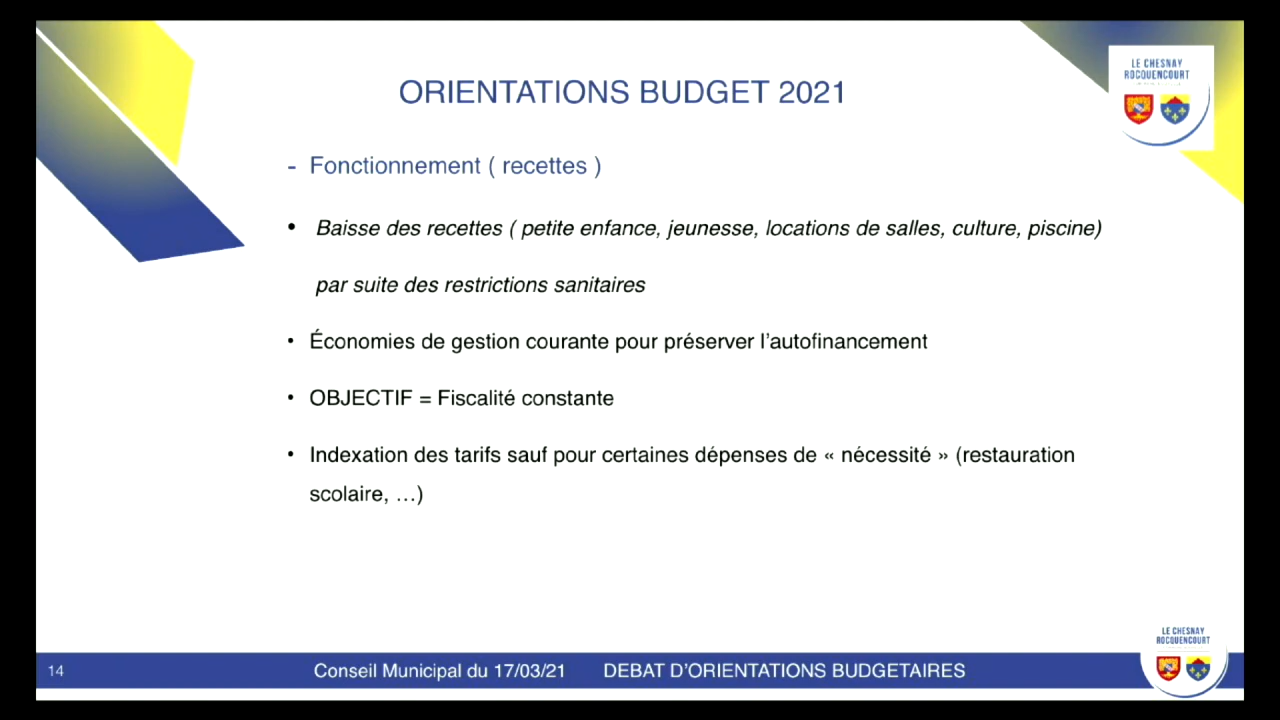 LE CHESNAY
ROCQUENCOURT
ORIENTATIONS BUDGET 2021
- Fonctionnement ( recettes )
• Baisse des recettes ( petite enfance, jeunesse, locations de salles, culture, piscine)
par suite des restrictions sanitaires
• Économies de gestion courante pour préserver l'autofinancement
• OBJECTIF = Fiscalité constante
• Indexation des tarifs sauf pour certaines dépenses de « nécessité » (restauration
scolaire, …)
LE CHESNAY
ROCQUENCOURT
14 Conseil Municipal du 17/03/21 DEBAT D'ORIENTATIONS BUDGETAIRES